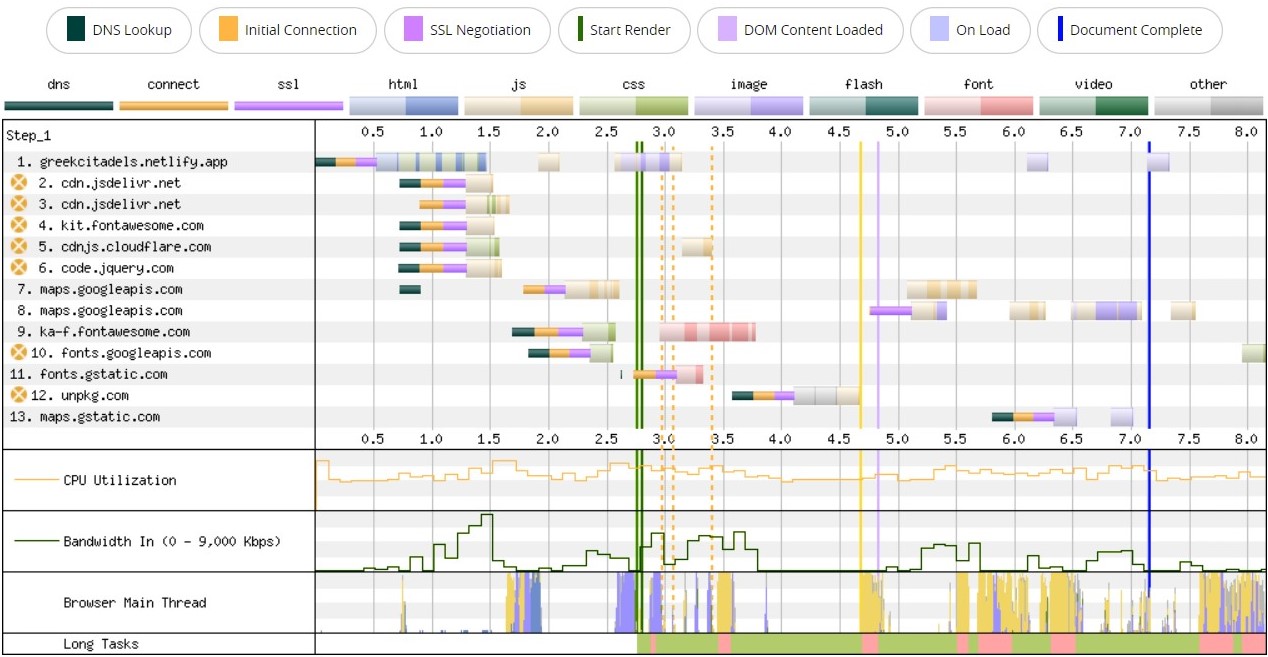 DNS Lookup Initial Connection SSL Negotiation Start Render DOM Content Loaded On Load Document Complete
dns connect ssl html js css image flash font video other
Step_1 0.5 1.0 1.5 2.0 2.5 3.0 3.5 4.0 4.5 5.0 5.5 6.0 6.5 7.0 7.5 8.0
1. greekcitadels.netlify.app
2. cdn.jsdelivr.net
3. cdn.jsdelivr.net
4. kit.fontawesome.com
5. cdnjs.cloudflare.com
6. code.jquery.com
7. maps.googleapis.com
8. maps.googleapis.com
9. ka-f.fontawesome.com
10. fonts.googleapis.com
11. fonts.gstatic.com
12. unpkg.com
13. maps.gstatic.com
0.5 1.0 1.5 2.0 2.5 3.0 3.5 4.0 4.5 5.0 5.5 6.0 6.5 7.0 7.5 8.0
CPU Utilization
Bandwidth In (0 - 9,000 Kbps)
Browser Main Thread
Long Tasks